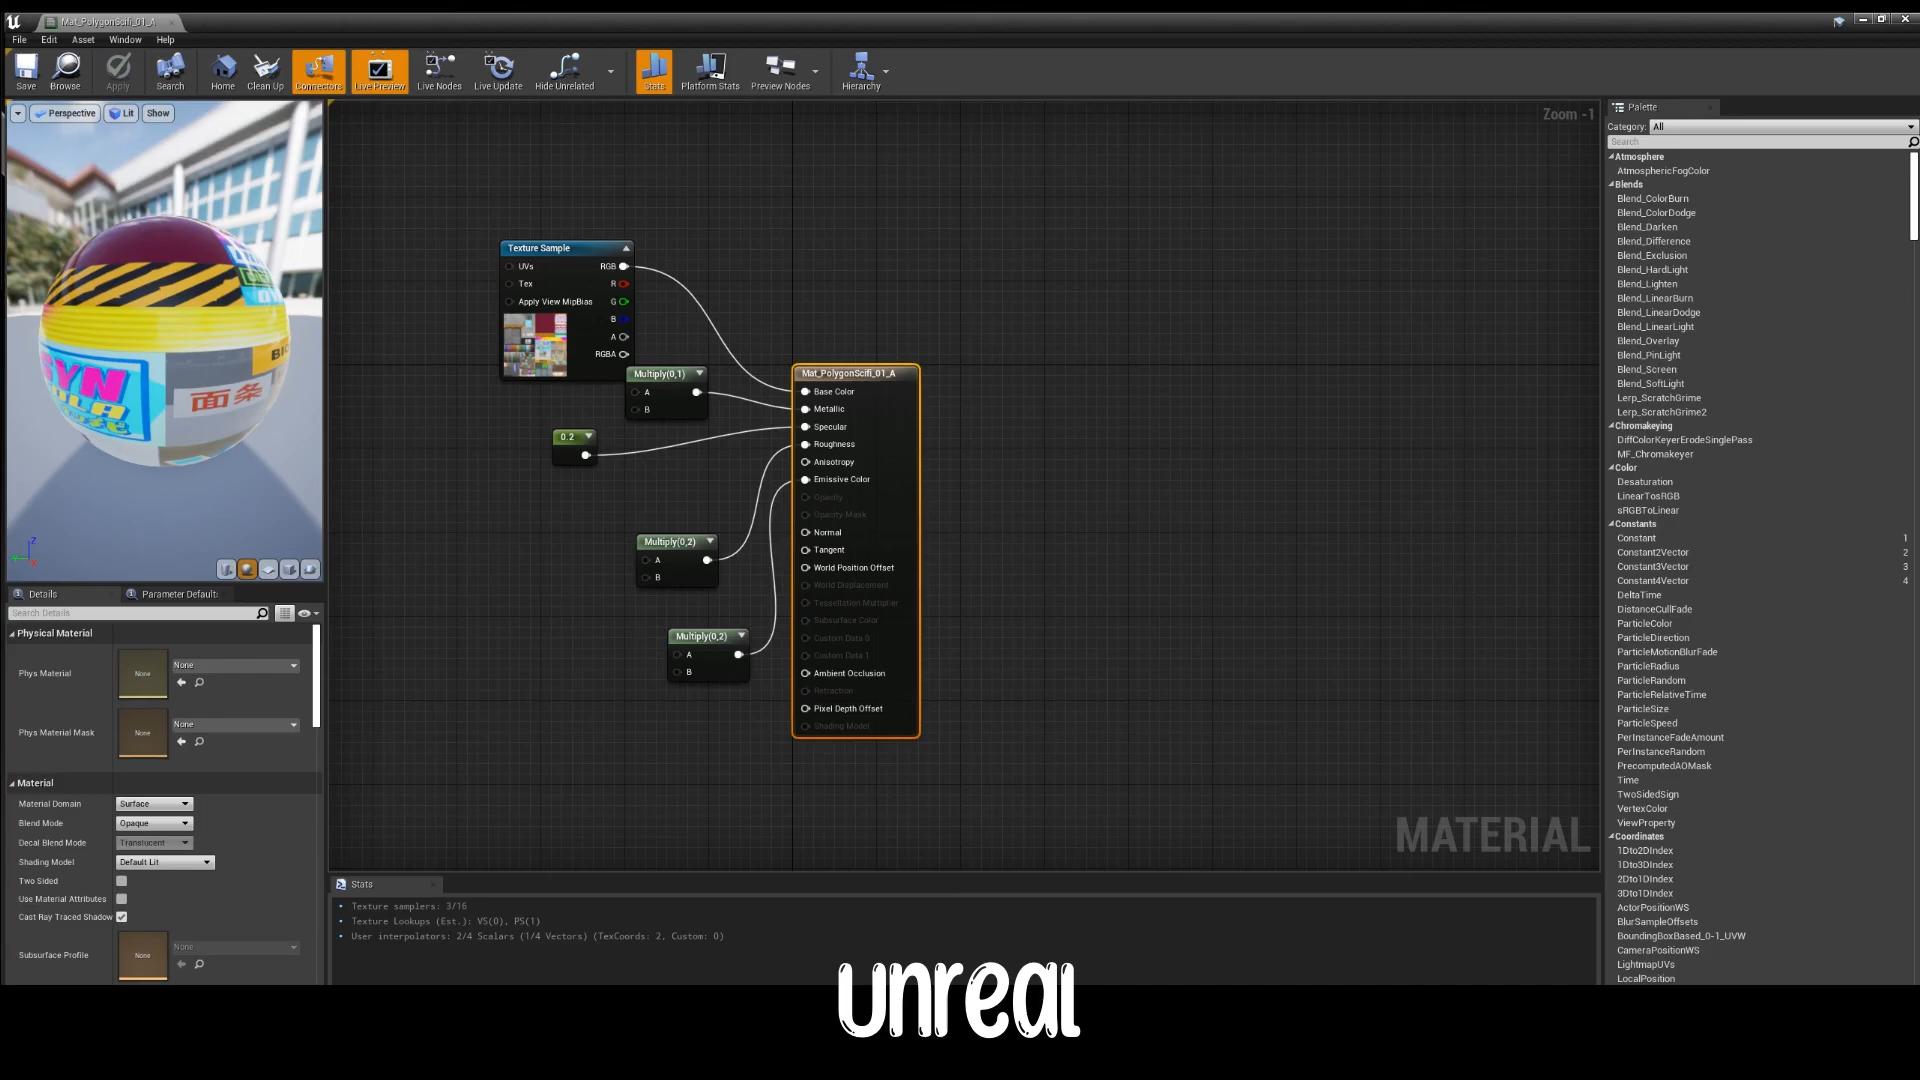 Mat_PolygonScifi_01_A
File Edit Asset Window Help
Save Browse Apply Search Home Clean Up Connectors Live Preview Live Nodes Live Update Hide Unrelated Stats Platform Stats Preview Nodes Hierarchy
Perspective Lit Show
Zoom -1
面条
Details Parameter Default
Search Details
Physical Material
Phys Material None None
Phys Material Mask None None
Material
Material Domain Surface
Blend Mode Opaque
Decal Blend Mode Translucent
Shading Model Default Lit
Two Sided
Use Material Attributes
Cast Ray Traced Shadow
Subsurface Profile None None
Texture Sample
UVs RGB
Tex R
Apply View MipBias G
B
A
RGBA
Multiply(0,1)
A
B
0.2
Multiply(0,2)
A
B
Multiply(0,2)
A
B
Mat_PolygonScifi_01_A
Base Color
Metallic
Specular
Roughness
Anisotropy
Emissive Color
Opacity
Opacity Mask
Normal
Tangent
World Position Offset
World Displacement
Tessellation Multiplier
Subsurface Color
Custom Data 0
Custom Data 1
Ambient Occlusion
Refraction
Pixel Depth Offset
Shading Model
MATERIAL
Stats
Texture samplers: 3/16
Texture Lookups (Est.): VS(0), PS(1)
User interpolators: 2/4 Scalars (1/4 Vectors) (TexCoords: 2, Custom: 0)
Palette
Category: All
Search
Atmosphere
AtmosphericFogColor
Blends
Blend_ColorBurn
Blend_ColorDodge
Blend_Darken
Blend_Difference
Blend_Exclusion
Blend_HardLight
Blend_Lighten
Blend_LinearBurn
Blend_LinearDodge
Blend_LinearLight
Blend_Overlay
Blend_PinLight
Blend_Screen
Blend_SoftLight
Lerp_ScratchGrime
Lerp_ScratchGrime2
Chromakeying
DiffColorKeyerErodeSinglePass
MF_Chromakeyer
Color
Desaturation
LinearTosRGB
sRGBToLinear
Constants
Constant 1
Constant2Vector 2
Constant3Vector 3
Constant4Vector 4
DeltaTime
DistanceCullFade
ParticleColor
ParticleDirection
ParticleMotionBlurFade
ParticleRadius
ParticleRandom
ParticleRelativeTime
ParticleSize
ParticleSpeed
PerInstanceFadeAmount
PerInstanceRandom
PrecomputedAOMask
Time
TwoSidedSign
VertexColor
ViewProperty
Coordinates
1Dto2DIndex
1Dto3DIndex
2Dto1DIndex
3Dto1DIndex
ActorPositionWS
BlurSampleOffsets
BoundingBoxBased_0-1_UVW
CameraPositionWS
LightmapUVs
LocalPosition
unreal